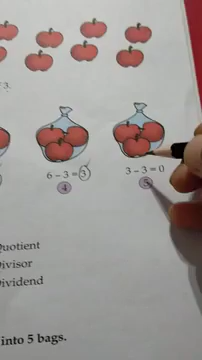 3.
6 – 3 = 3
3 – 3 = 0
4
5
Quotient
Divisor
Dividend
into 5 bags.